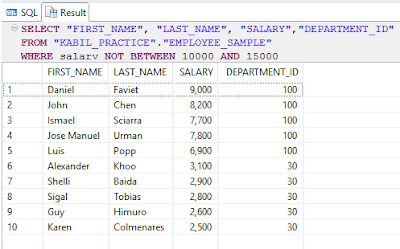 SQL Result
SELECT "FIRST_NAME", "LAST_NAME", "SALARY","DEPARTMENT_ID"
FROM "KABIL_PRACTICE"."EMPLOYEE_SAMPLE"
WHERE salary NOT BETWEEN 10000 AND 15000
FIRST_NAME LAST_NAME SALARY DEPARTMENT_ID
1 Daniel Faviet 9,000 100
2 John Chen 8,200 100
3 Ismael Sciarra 7,700 100
4 Jose Manuel Urman 7,800 100
5 Luis Popp 6,900 100
6 Alexander Khoo 3,100 30
7 Shelli Baida 2,900 30
8 Sigal Tobias 2,800 30
9 Guy Himuro 2,600 30
10 Karen Colmenares 2,500 30